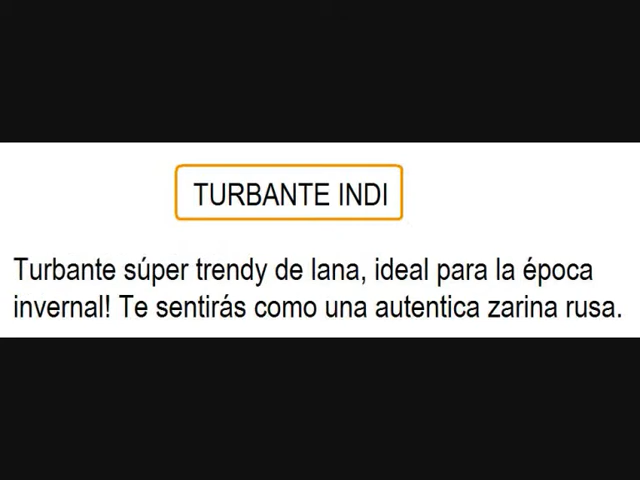 TURBANTE INDI
Turbante súper trendy de lana, ideal para la época
invernal! Te sentirás como una autentica zarina rusa.